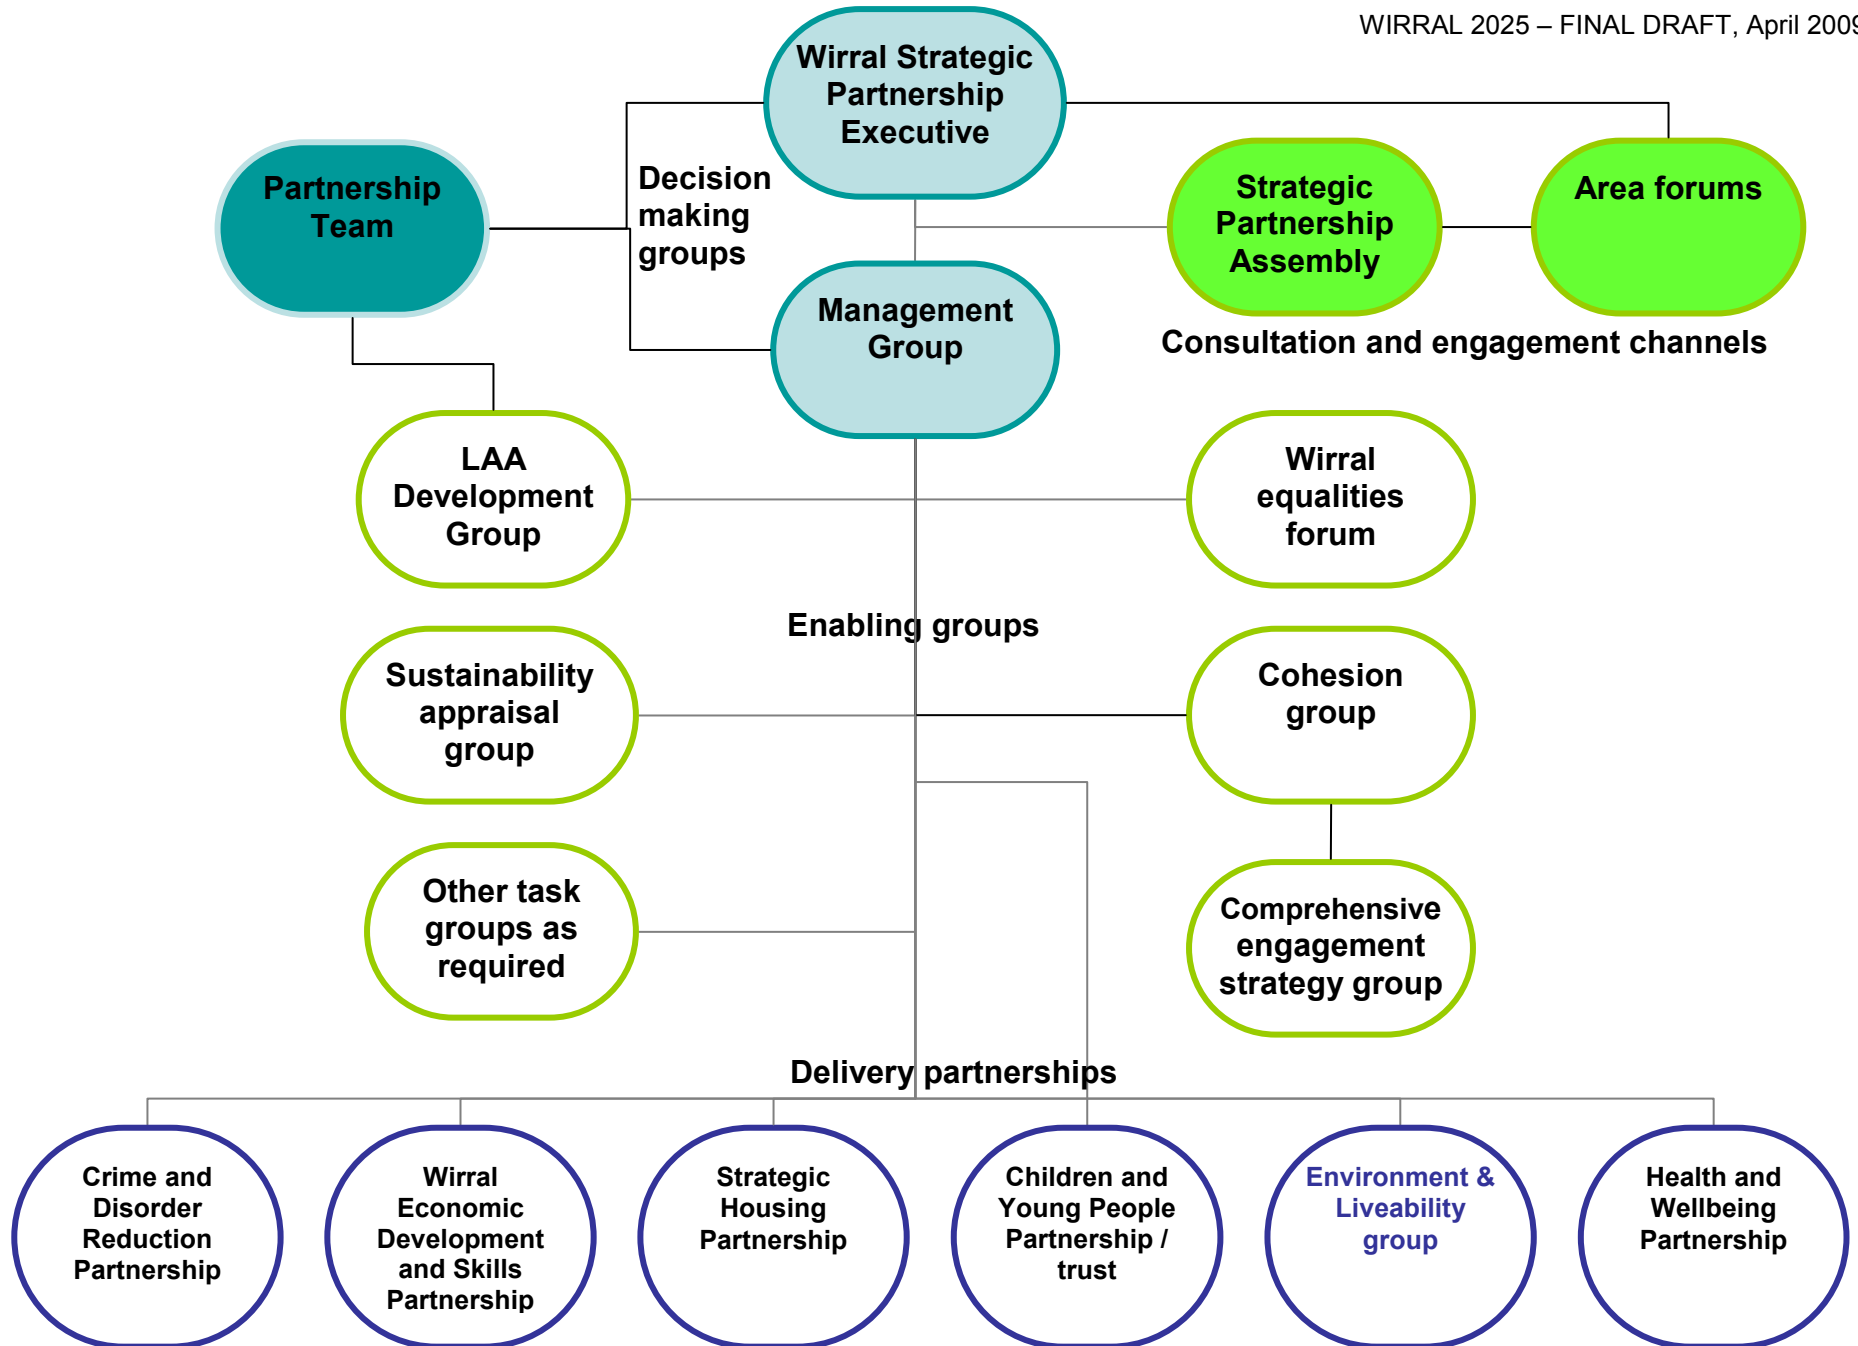 WIRRAL 2025 – FINAL DRAFT, April 2009
Wirral Strategic
Partnership
Executive
Partnership
Team
Decision
making
groups
Strategic
Partnership
Assembly
Area forums
Management
Group
Consultation and engagement channels
LAA
Development
Group
Wirral
equalities
forum
Enabling groups
Sustainability
appraisal
group
Cohesion
group
Other task
groups as
required
Comprehensive
engagement
strategy group
Delivery partnerships
Crime and
Disorder
Reduction
Partnership
Wirral
Economic
Development
and Skills
Partnership
Strategic
Housing
Partnership
Children and
Young People
Partnership /
trust
Environment &
Liveability
group
Health and
Wellbeing
Partnership